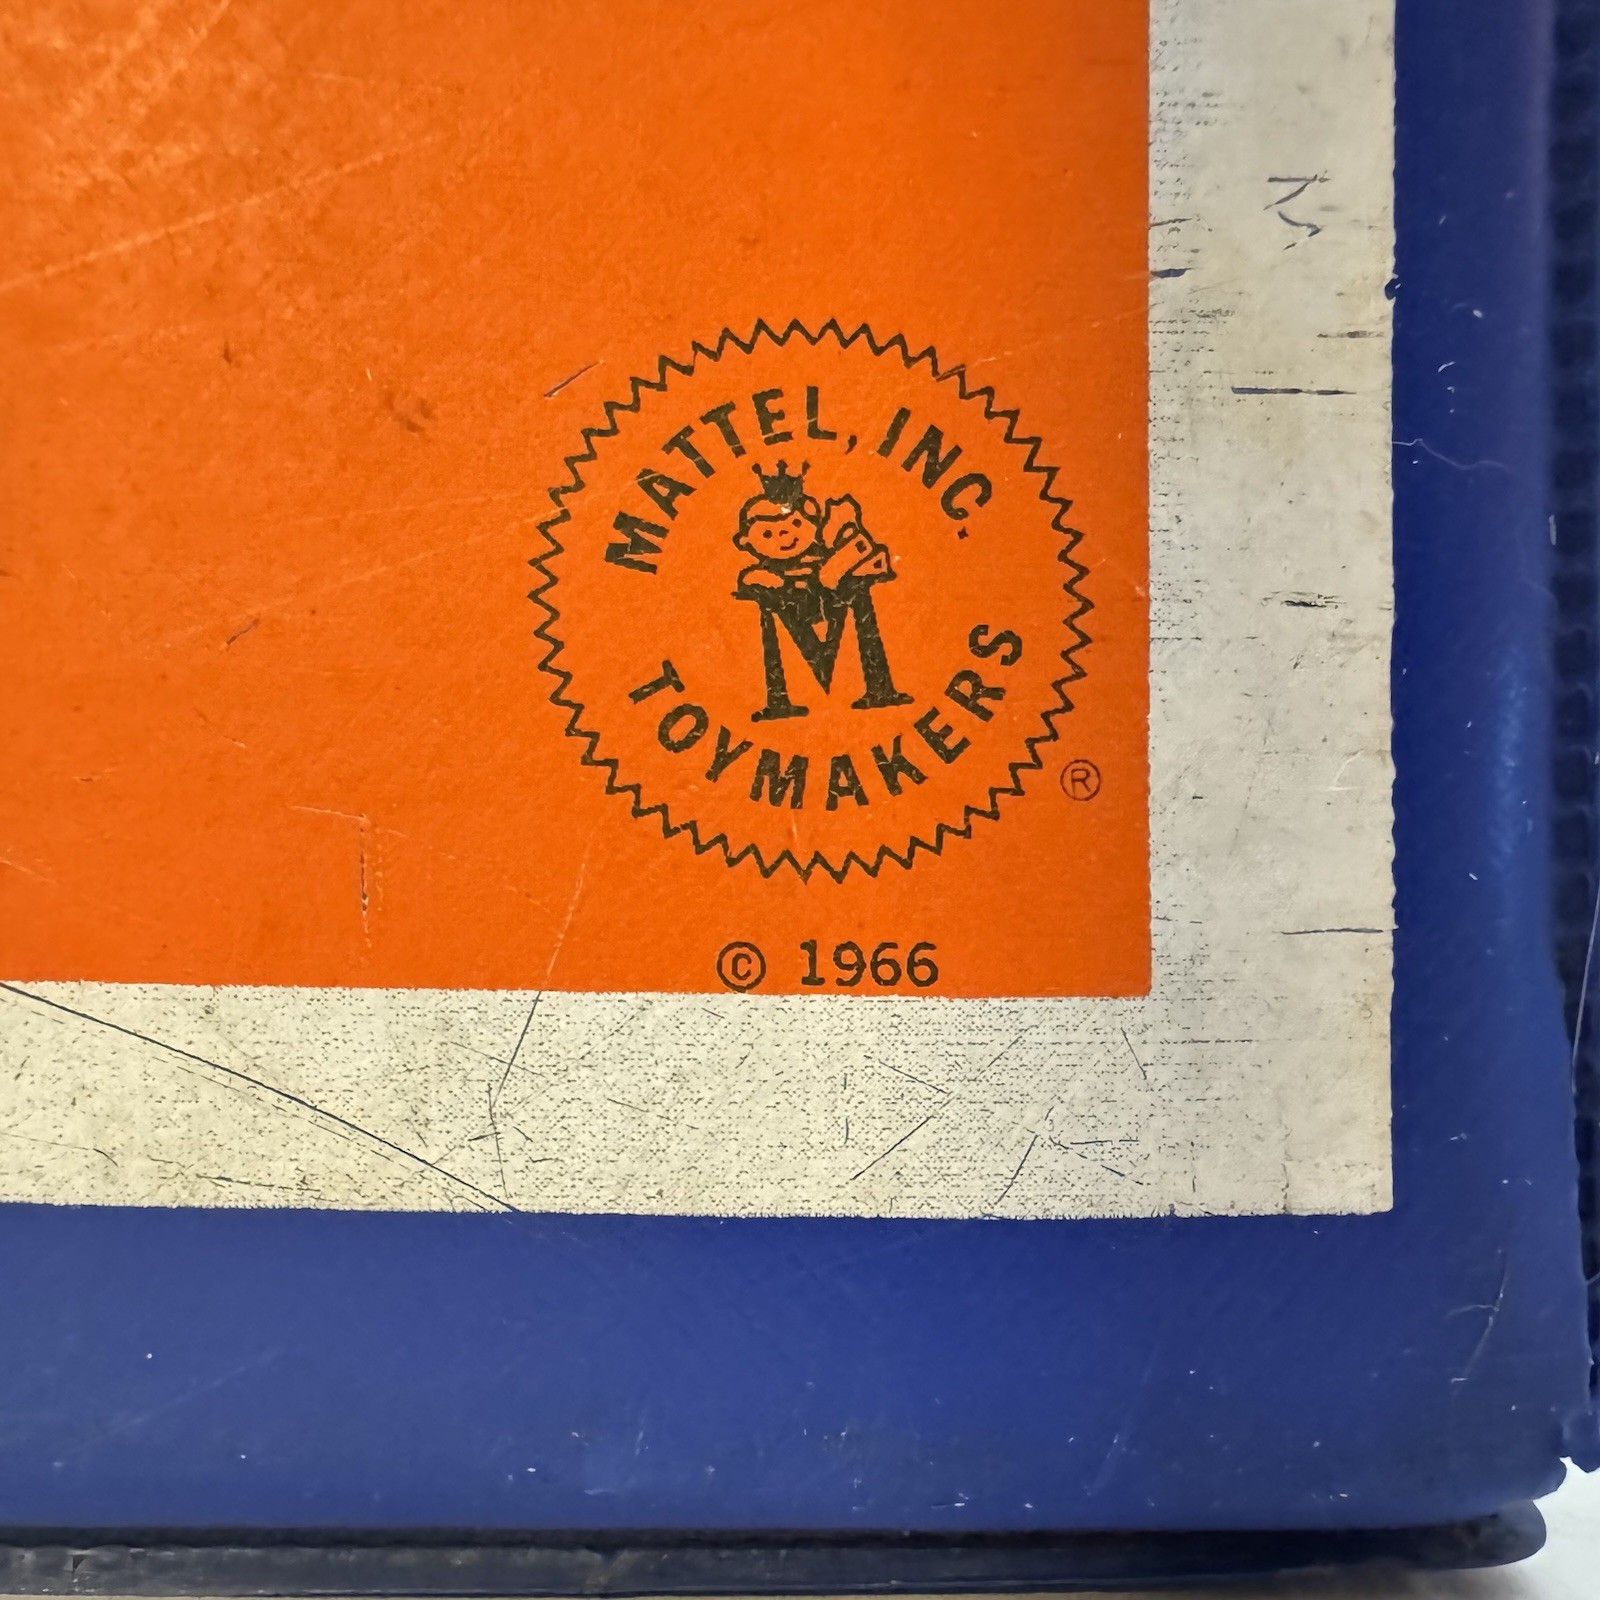 MATTEL, INC.
M
TOYMAKERS
®
© 1966